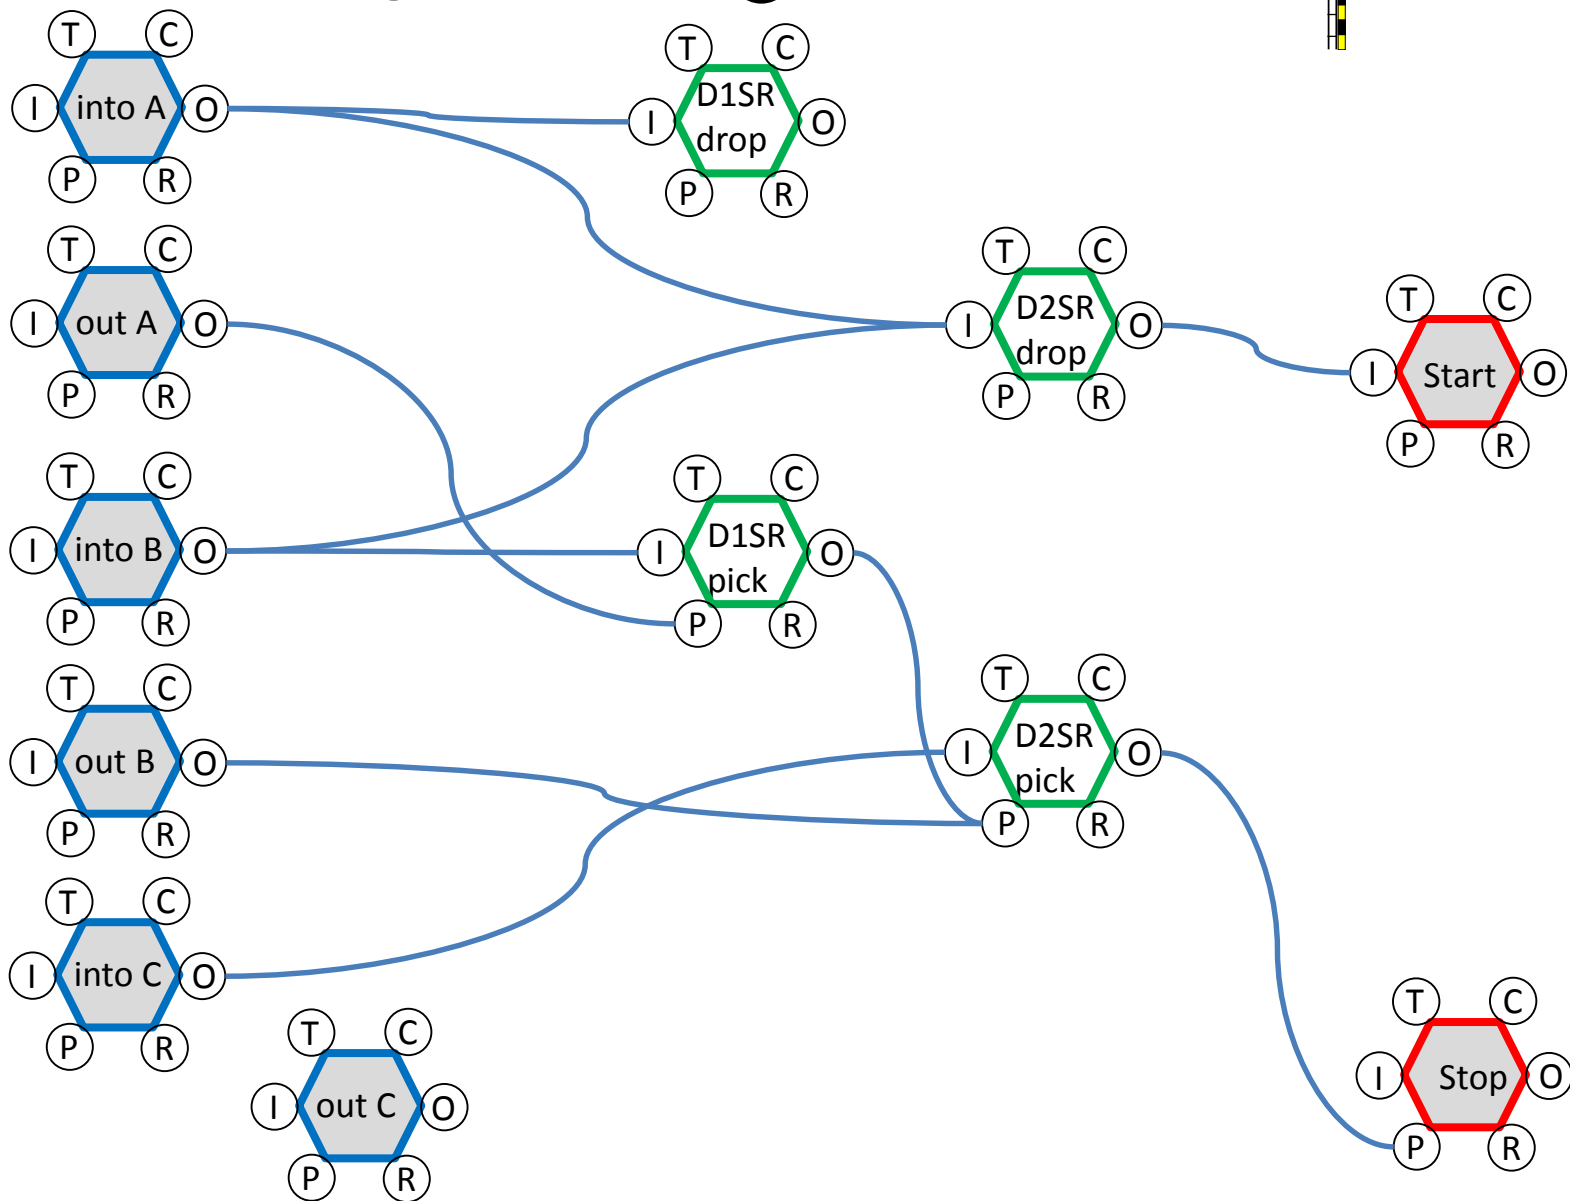 T C
I into A O
P R
T C
I D1SR O
drop
P R
T C
I out A O
P R
T C
I D2SR O
drop
P R
T C
I Start O
P R
T C
I into B O
P R
T C
I D1SR O
pick
P R
T C
I out B O
P R
T C
I D2SR O
pick
P R
T C
I into C O
P R
T C
I out C O
P R
T C
I Stop O
P R